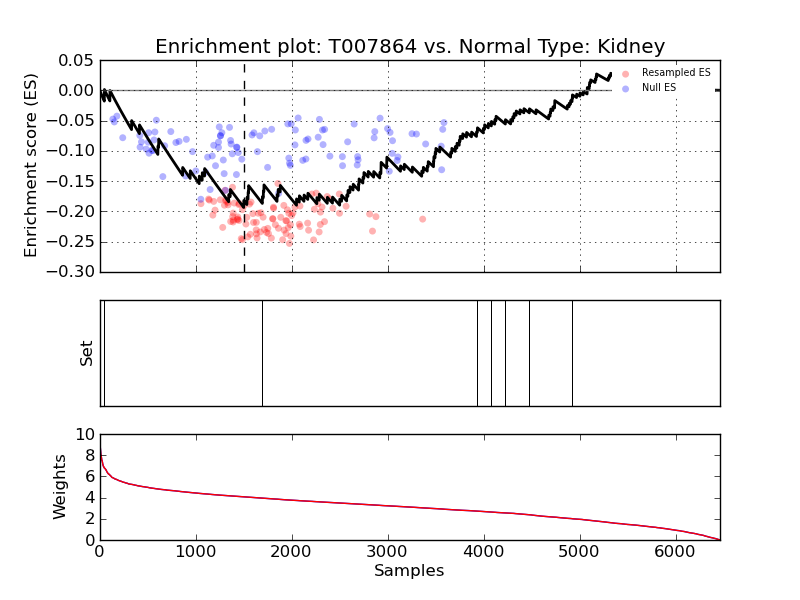 Enrichment plot: T007864 vs. Normal Type: Kidney
0.05
0.00
−0.05
−0.10
−0.15
−0.20
−0.25
−0.30
Enrichment score (ES)
Resampled ES
Null ES
Set
10
8
6
4
2
0
Weights
0 1000 2000 3000 4000 5000 6000
Samples